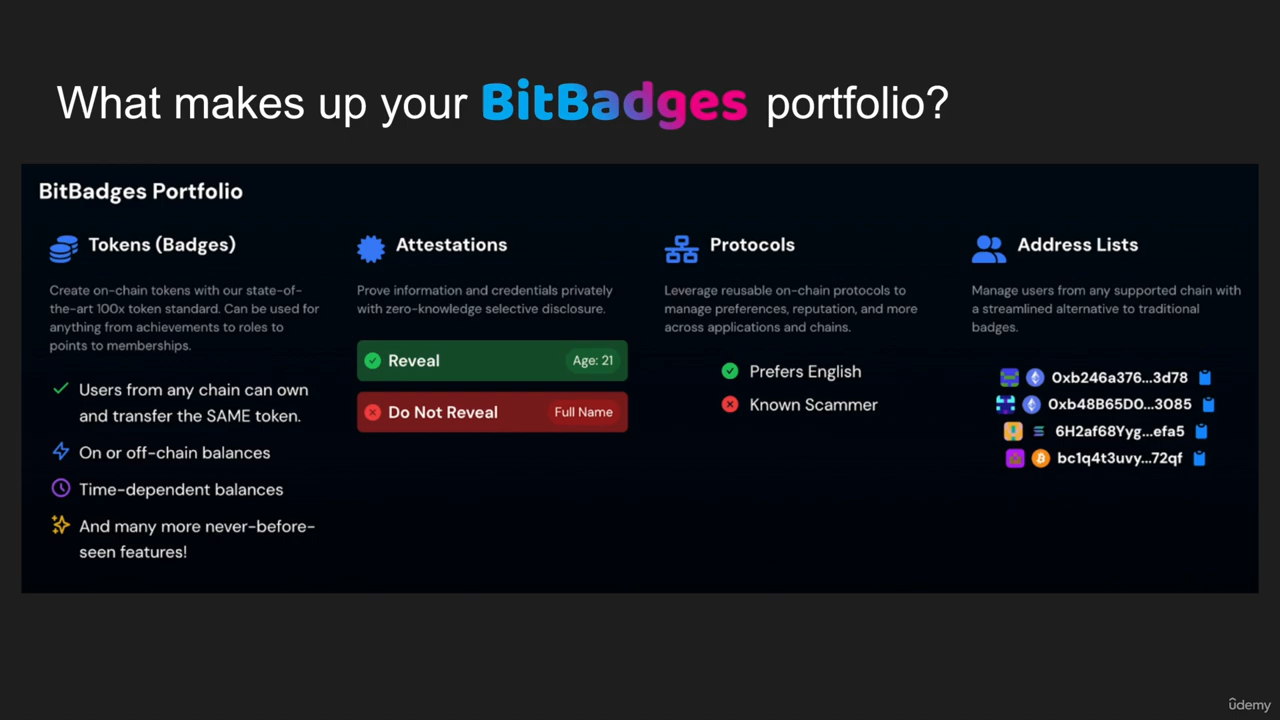 What makes up your BitBadges portfolio?
BitBadges Portfolio
Tokens (Badges)
Create on-chain tokens with our state-of-
the-art 100x token standard. Can be used for
anything from achievements to roles to
points to memberships.
Users from any chain can own
and transfer the SAME token.
On or off-chain balances
Time-dependent balances
And many more never-before-
seen features!
Attestations
Prove information and credentials privately
with zero-knowledge selective disclosure.
Reveal Age: 21
Do Not Reveal Full Name
Protocols
Leverage reusable on-chain protocols to
manage preferences, reputation, and more
across applications and chains.
Prefers English
Known Scammer
Address Lists
Manage users from any supported chain with
a streamlined alternative to traditional
badges.
0xb246a376...3d78
0xb48B65D0...3085
6H2af68Yyg...efa5
bc1q4t3uvy...72qf
ûdemy